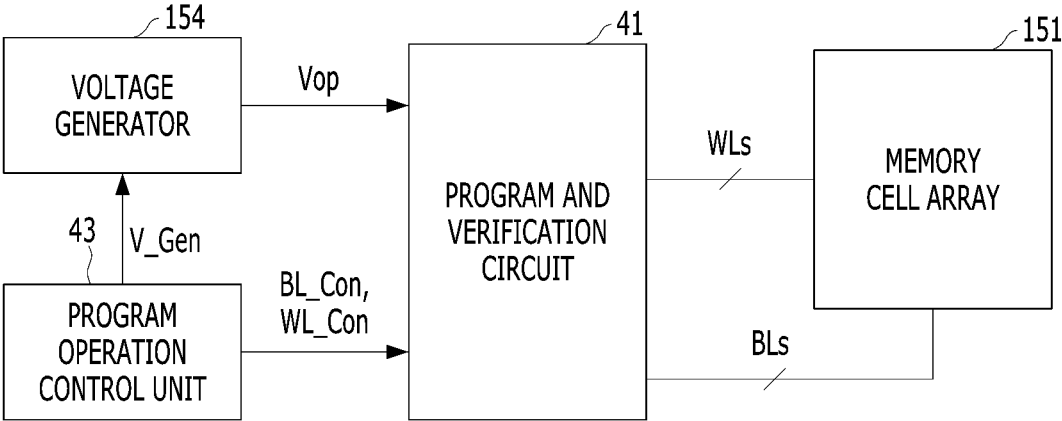 154
VOLTAGE
GENERATOR
Vop
41
PROGRAM AND
VERIFICATION
CIRCUIT
151
MEMORY
CELL ARRAY
WLs
BLs
43
V_Gen
PROGRAM
OPERATION
CONTROL UNIT
BL_Con,
WL_Con